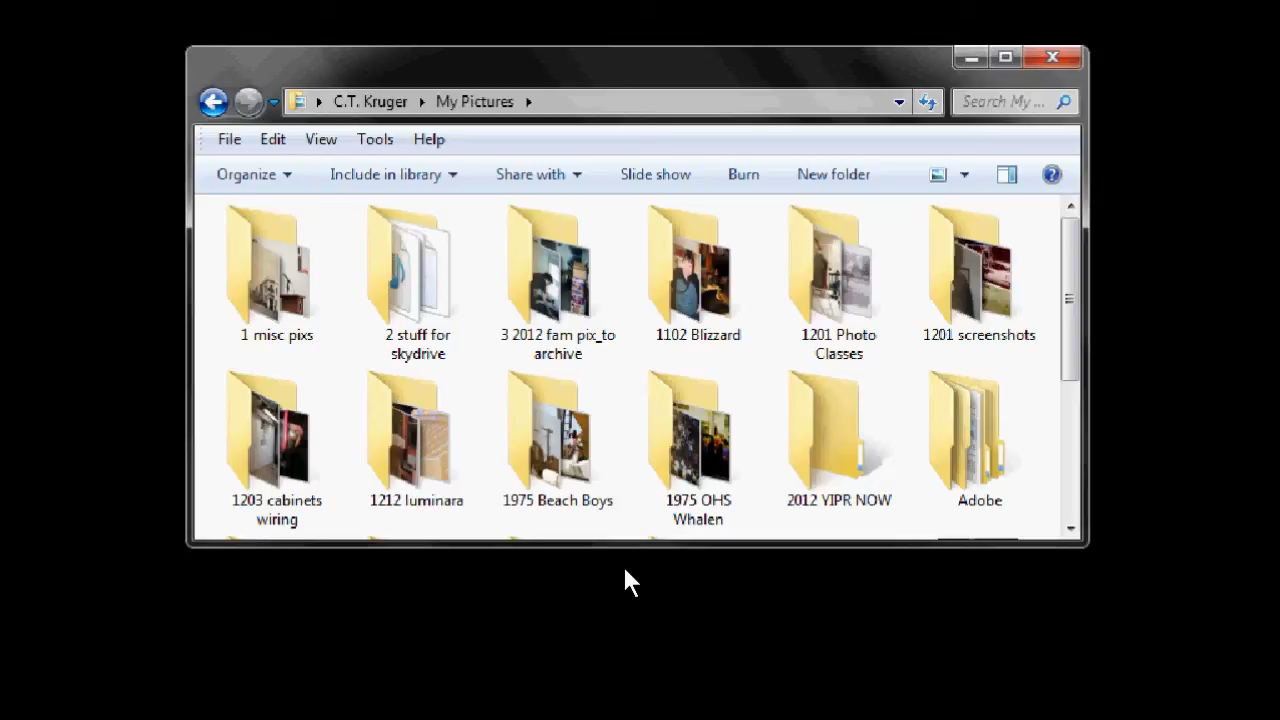 C.T. Kruger My Pictures Search My ...
File Edit View Tools Help
Organize Include in library Share with Slide show Burn New folder
1 misc pixs
2 stuff for
skydrive
3 2012 fam pix_to
archive
1102 Blizzard
1201 Photo
Classes
1201 screenshots
1203 cabinets
wiring
1212 luminara
1975 Beach Boys
1975 OHS
Whalen
2012 YIPR NOW
Adobe